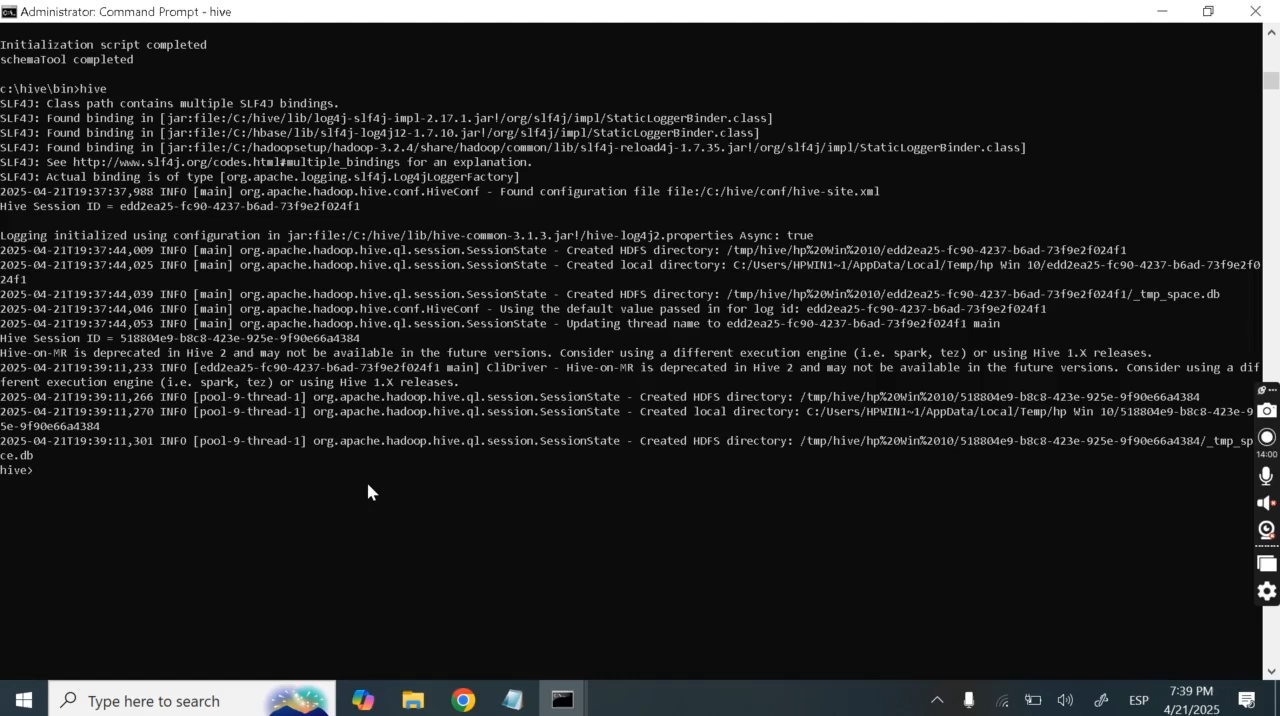 Administrator: Command Prompt - hive
Initialization script completed
schemaTool completed
c:\hive\bin>hive
SLF4J: Class path contains multiple SLF4J bindings.
SLF4J: Found binding in [jar:file:/C:/hive/lib/log4j-slf4j-impl-2.17.1.jar!/org/slf4j/impl/StaticLoggerBinder.class]
SLF4J: Found binding in [jar:file:/C:/hbase/lib/slf4j-log4j12-1.7.10.jar!/org/slf4j/impl/StaticLoggerBinder.class]
SLF4J: Found binding in [jar:file:/C:/hadoopsetup/hadoop-3.2.4/share/hadoop/common/lib/slf4j-reload4j-1.7.35.jar!/org/slf4j/impl/StaticLoggerBinder.class]
SLF4J: See http://www.slf4j.org/codes.html#multiple_bindings for an explanation.
SLF4J: Actual binding is of type [org.apache.logging.slf4j.Log4jLoggerFactory]
2025-04-21T19:37:37,988 INFO [main] org.apache.hadoop.hive.conf.HiveConf - Found configuration file file:/C:/hive/conf/hive-site.xml
Hive Session ID = edd2ea25-fc90-4237-b6ad-73f9e2f024f1
Logging initialized using configuration in jar:file:/C:/hive/lib/hive-common-3.1.3.jar!/hive-log4j2.properties Async: true
2025-04-21T19:37:44,009 INFO [main] org.apache.hadoop.hive.ql.session.SessionState - Created HDFS directory: /tmp/hive/hp%20Win%2010/edd2ea25-fc90-4237-b6ad-73f9e2f024f1
2025-04-21T19:37:44,025 INFO [main] org.apache.hadoop.hive.ql.session.SessionState - Created local directory: C:/Users/HPWIN1~1/AppData/Local/Temp/hp Win 10/edd2ea25-fc90-4237-b6ad-73f9e2f0
24f1
2025-04-21T19:37:44,039 INFO [main] org.apache.hadoop.hive.ql.session.SessionState - Created HDFS directory: /tmp/hive/hp%20Win%2010/edd2ea25-fc90-4237-b6ad-73f9e2f024f1/_tmp_space.db
2025-04-21T19:37:44,046 INFO [main] org.apache.hadoop.hive.conf.HiveConf - Using the default value passed in for log id: edd2ea25-fc90-4237-b6ad-73f9e2f024f1
2025-04-21T19:37:44,053 INFO [main] org.apache.hadoop.hive.ql.session.SessionState - Updating thread name to edd2ea25-fc90-4237-b6ad-73f9e2f024f1 main
Hive Session ID = 518804e9-b8c8-423e-925e-9f90e66a4384
Hive-on-MR is deprecated in Hive 2 and may not be available in the future versions. Consider using a different execution engine (i.e. spark, tez) or using Hive 1.X releases.
2025-04-21T19:39:11,233 INFO [edd2ea25-fc90-4237-b6ad-73f9e2f024f1 main] CliDriver - Hive-on-MR is deprecated in Hive 2 and may not be available in the future versions. Consider using a dif
ferent execution engine (i.e. spark, tez) or using Hive 1.X releases.
2025-04-21T19:39:11,266 INFO [pool-9-thread-1] org.apache.hadoop.hive.ql.session.SessionState - Created HDFS directory: /tmp/hive/hp%20Win%2010/518804e9-b8c8-423e-925e-9f90e66a4384
2025-04-21T19:39:11,270 INFO [pool-9-thread-1] org.apache.hadoop.hive.ql.session.SessionState - Created local directory: C:/Users/HPWIN1~1/AppData/Local/Temp/hp Win 10/518804e9-b8c8-423e-9
5e-9f90e66a4384
2025-04-21T19:39:11,301 INFO [pool-9-thread-1] org.apache.hadoop.hive.ql.session.SessionState - Created HDFS directory: /tmp/hive/hp%20Win%2010/518804e9-b8c8-423e-925e-9f90e66a4384/_tmp_sp
ce.db
hive>
14:00
Type here to search
ESP
7:39 PM
4/21/2025